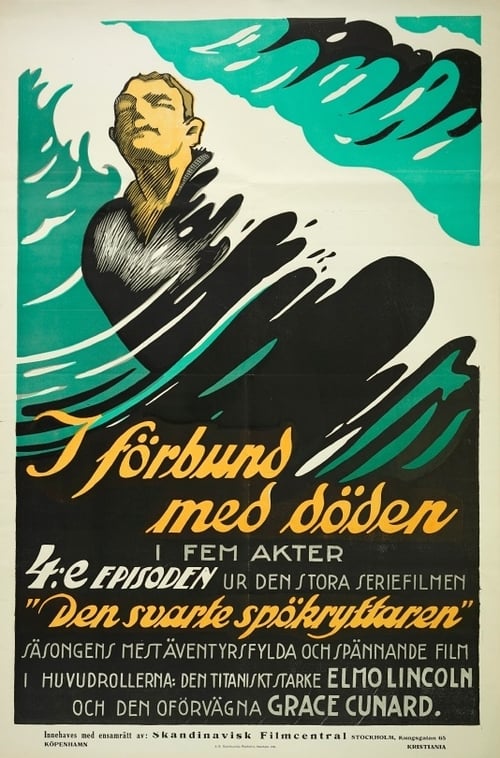 I förbund
med döden
I FEM AKTER
4:e EPISODEN UR DEN STORA SERIEFILMEN
"Den svarte spökryttaren"
SÄSONGENS MEST ÄVENTYRSFYLDA OCH SPÄNNANDE FILM
I HUVUDROLLERNA: DEN TITANISKT STARKE ELMO LINCOLN
OCH DEN OFÖRVÄGNA GRACE CUNARD.
Innehaves med ensamrätt av: Skandinavisk Filmcentral STOCKHOLM, Kungsgatan 65
KÖPENHAMN KRISTIANIA